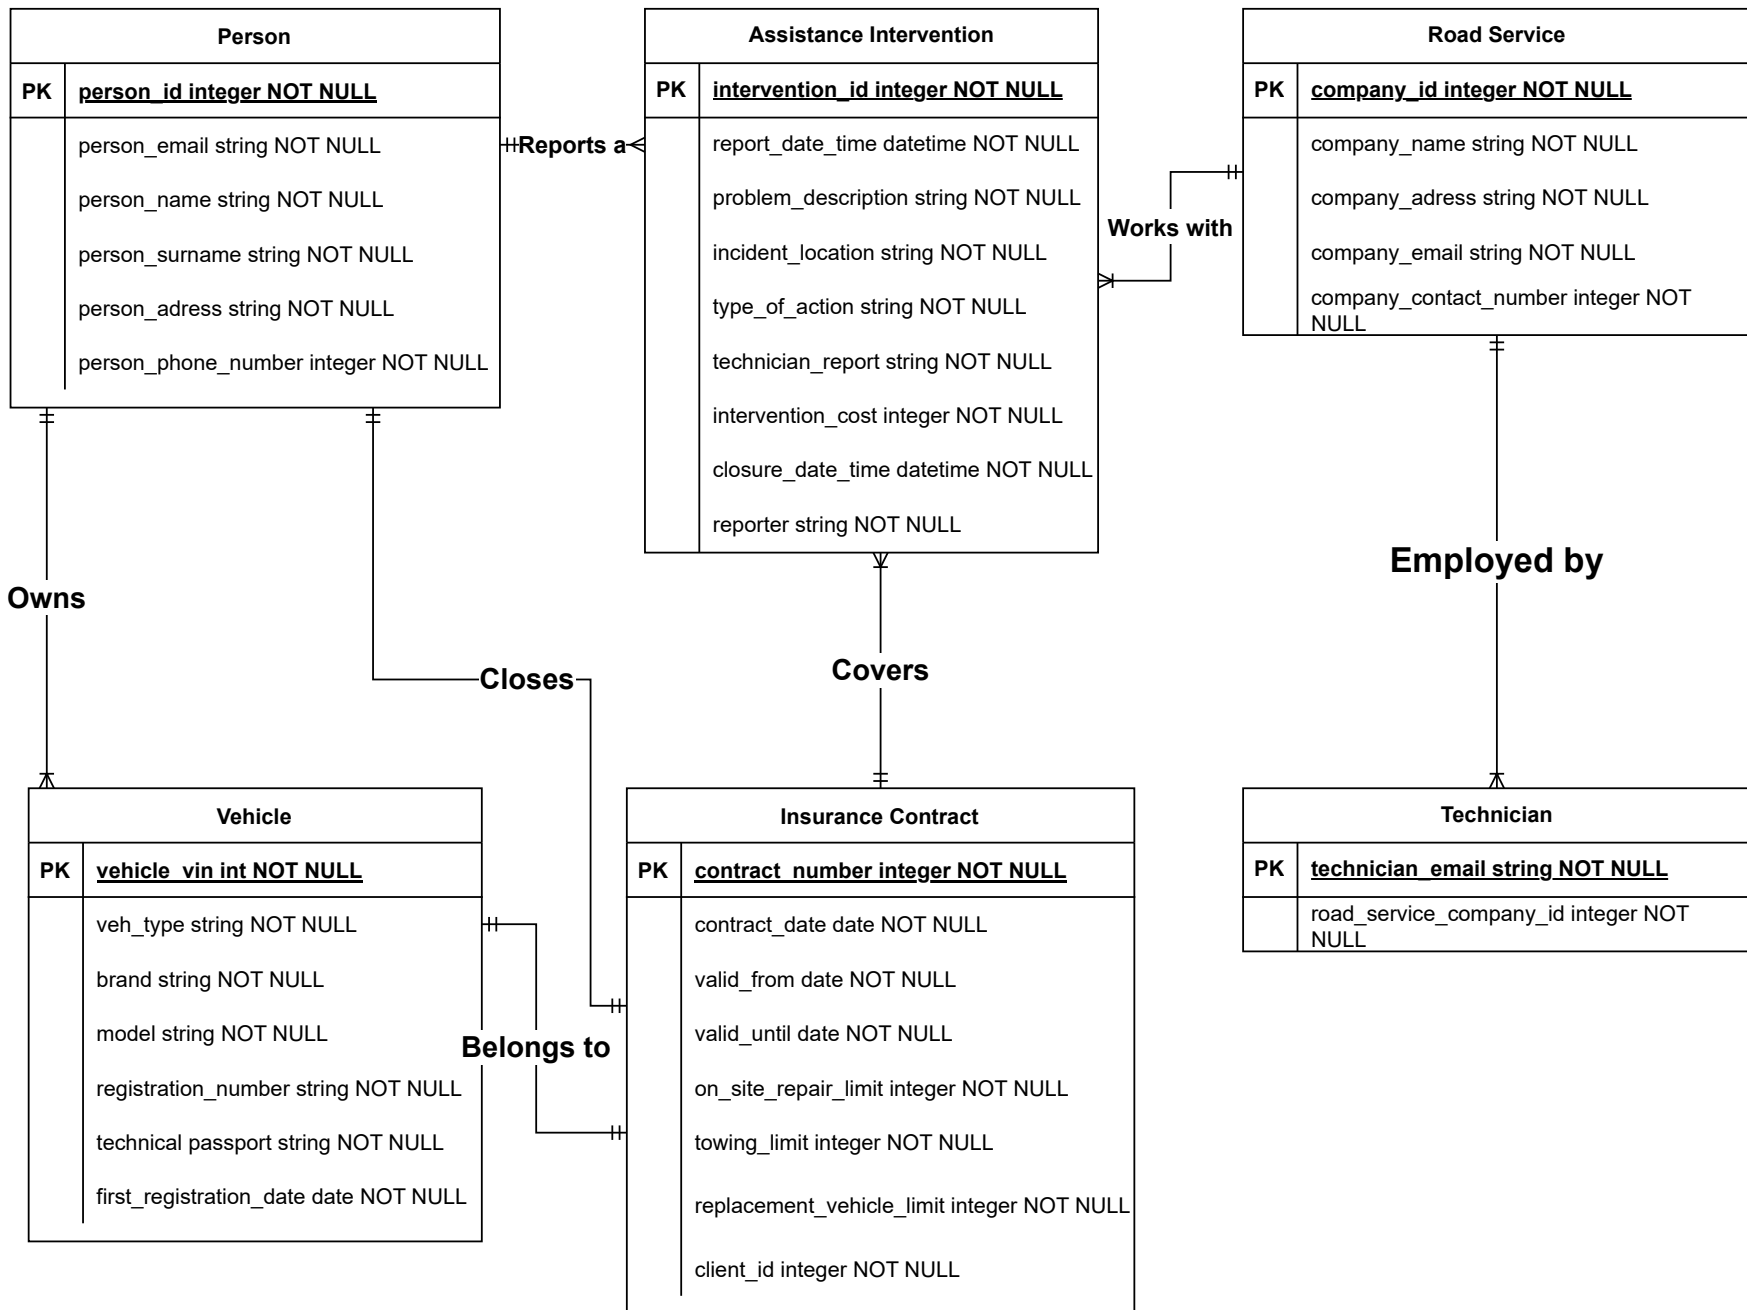 Person
PK
person_id integer NOT NULL
person_email string NOT NULL
person_name string NOT NULL
person_surname string NOT NULL
person_adress string NOT NULL
person_phone_number integer NOT NULL
Reports a
Assistance Intervention
PK
intervention_id integer NOT NULL
report_date_time datetime NOT NULL
problem_description string NOT NULL
incident_location string NOT NULL
type_of_action string NOT NULL
technician_report string NOT NULL
intervention_cost integer NOT NULL
closure_date_time datetime NOT NULL
reporter string NOT NULL
Works with
Road Service
PK
company_id integer NOT NULL
company_name string NOT NULL
company_adress string NOT NULL
company_email string NOT NULL
company_contact_number integer NOT
NULL
Owns
Closes
Covers
Employed by
Vehicle
PK
vehicle_vin int NOT NULL
veh_type string NOT NULL
brand string NOT NULL
model string NOT NULL
registration_number string NOT NULL
technical passport string NOT NULL
first_registration_date date NOT NULL
Belongs to
Insurance Contract
PK
contract_number integer NOT NULL
contract_date date NOT NULL
valid_from date NOT NULL
valid_until date NOT NULL
on_site_repair_limit integer NOT NULL
towing_limit integer NOT NULL
replacement_vehicle_limit integer NOT NULL
client_id integer NOT NULL
Technician
PK
technician_email string NOT NULL
road_service_company_id integer NOT
NULL